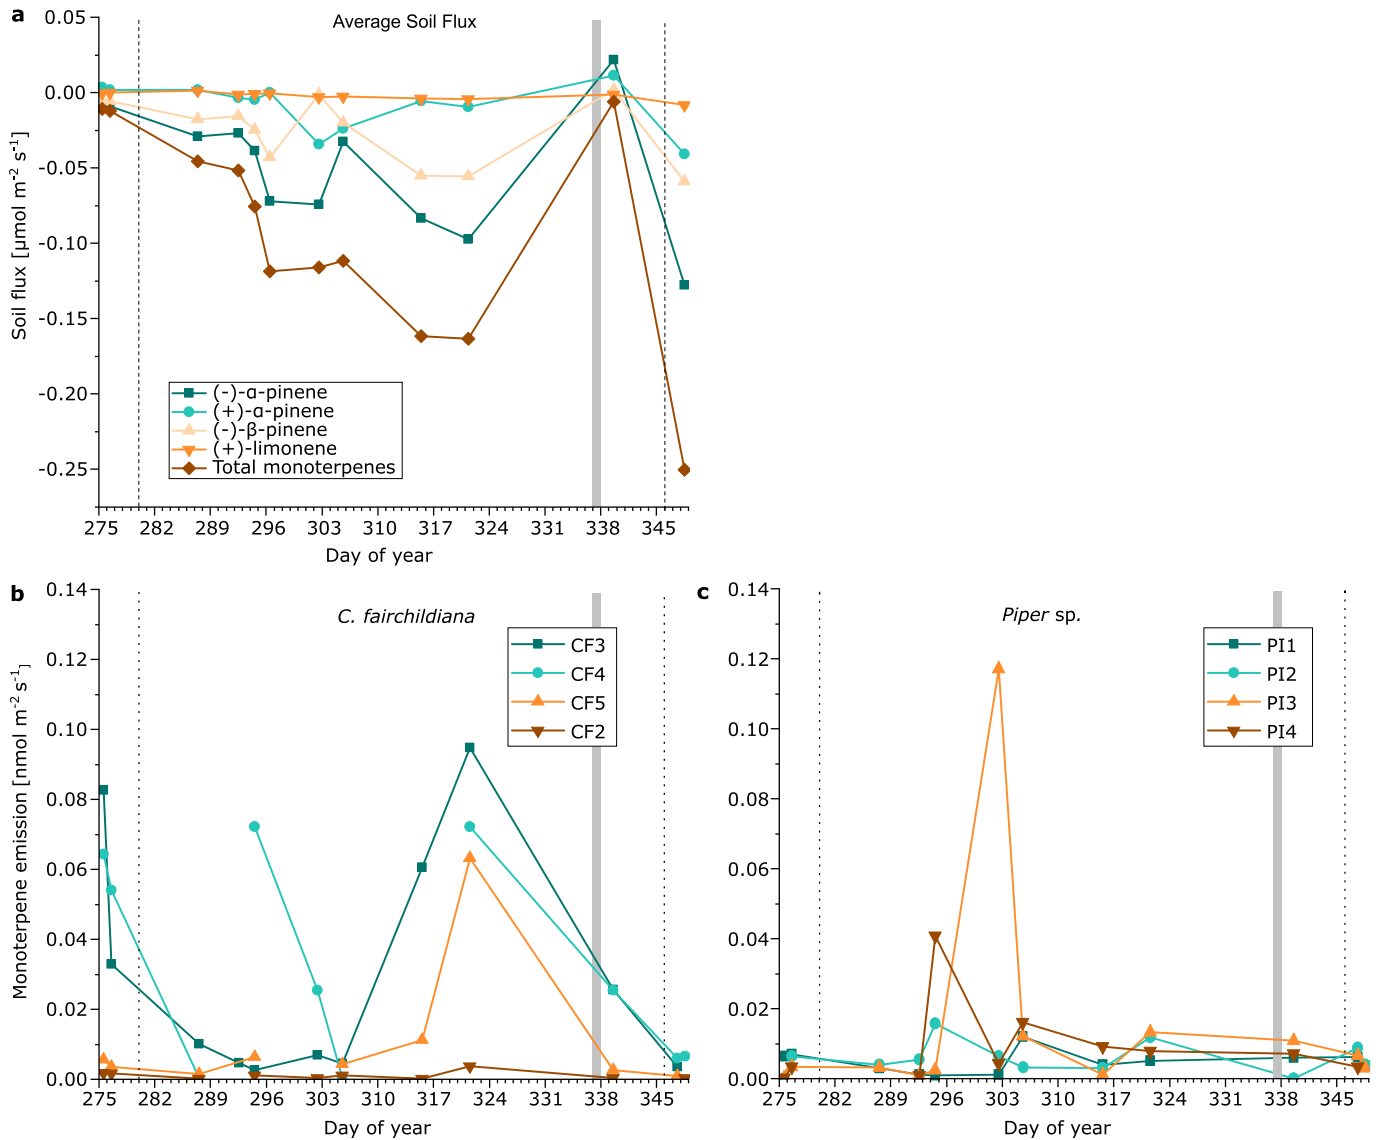 a
Average Soil Flux
0.05
0.00
-0.05
-0.10
-0.15
-0.20
-0.25
Soil flux [µmol m-2 s-1]
(-)-ɑ-pinene
(+)-ɑ-pinene
(-)-β-pinene
(+)-limonene
Total monoterpenes
275 282 289 296 303 310 317 324 331 338 345
Day of year
b
C. fairchildiana
0.14
0.12
0.10
0.08
0.06
0.04
0.02
0.00
Monoterpene emission [nmol m-2 s-1]
CF3
CF4
CF5
CF2
275 282 289 296 303 310 317 324 331 338 345
Day of year
c
Piper sp.
0.14
0.12
0.10
0.08
0.06
0.04
0.02
0.00
PI1
PI2
PI3
PI4
275 282 289 296 303 310 317 324 331 338 345
Day of year